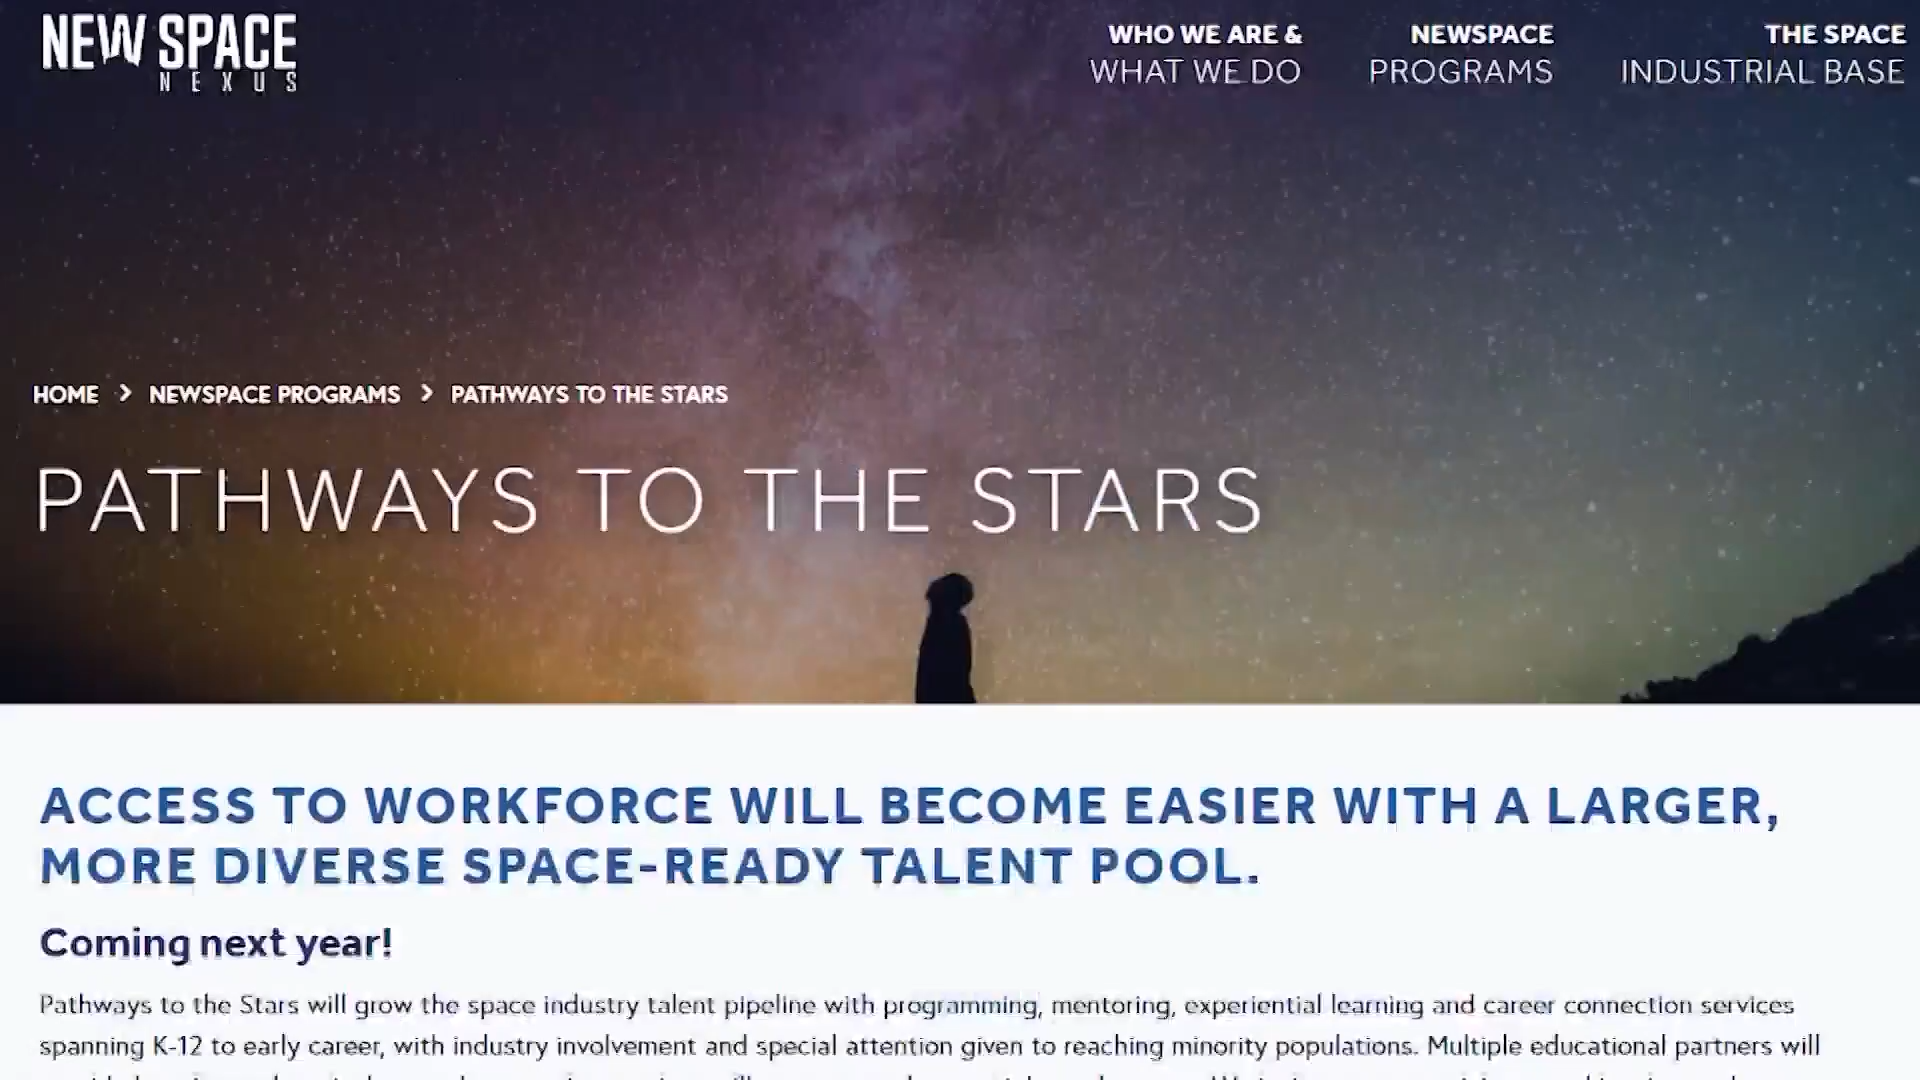 NEW SPACE
NEXUS
WHO WE ARE &
WHAT WE DO
NEWSPACE
PROGRAMS
THE SPACE
INDUSTRIAL BASE
HOME > NEWSPACE PROGRAMS > PATHWAYS TO THE STARS
PATHWAYS TO THE STARS
ACCESS TO WORKFORCE WILL BECOME EASIER WITH A LARGER,
MORE DIVERSE SPACE-READY TALENT POOL.
Coming next year!
Pathways to the Stars will grow the space industry talent pipeline with programming, mentoring, experiential learning and career connection services
spanning K-12 to early career, with industry involvement and special attention given to reaching minority populations. Multiple educational partners will